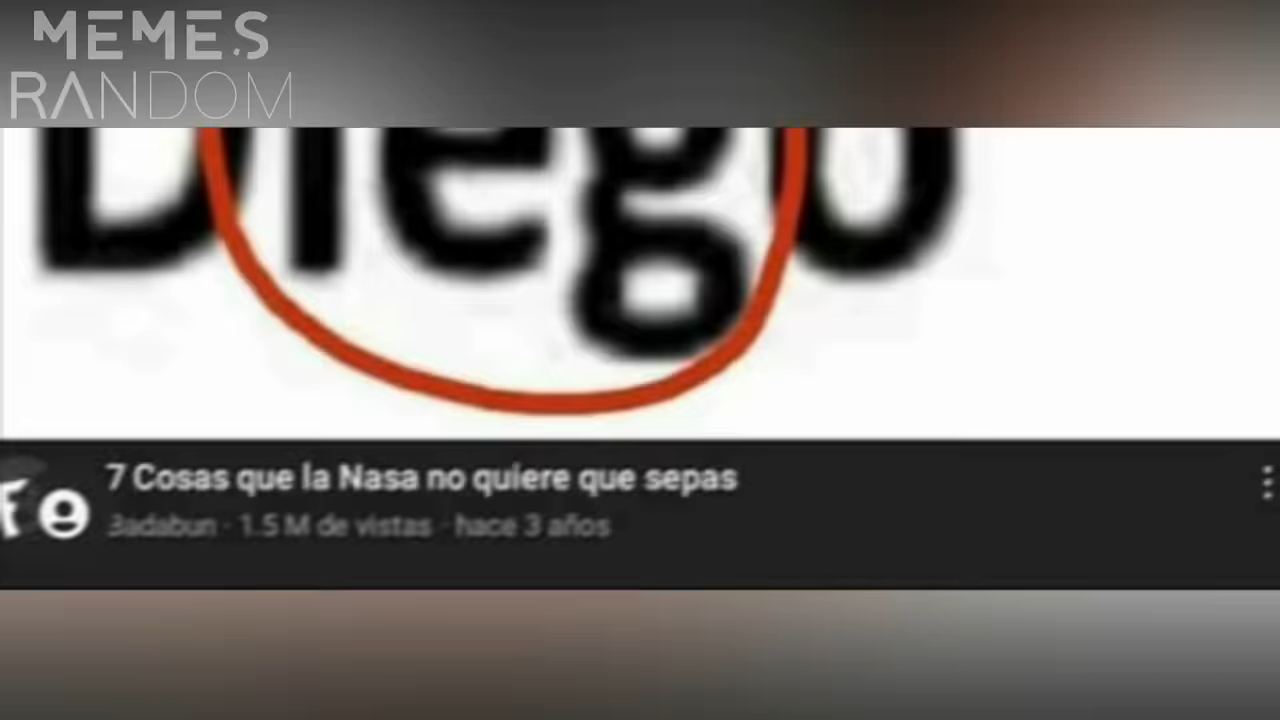 MEMES
RANDOM
Diego
7 Cosas que la Nasa no quiere que sepas
Badabun · 1.5 M de vistas · hace 3 años